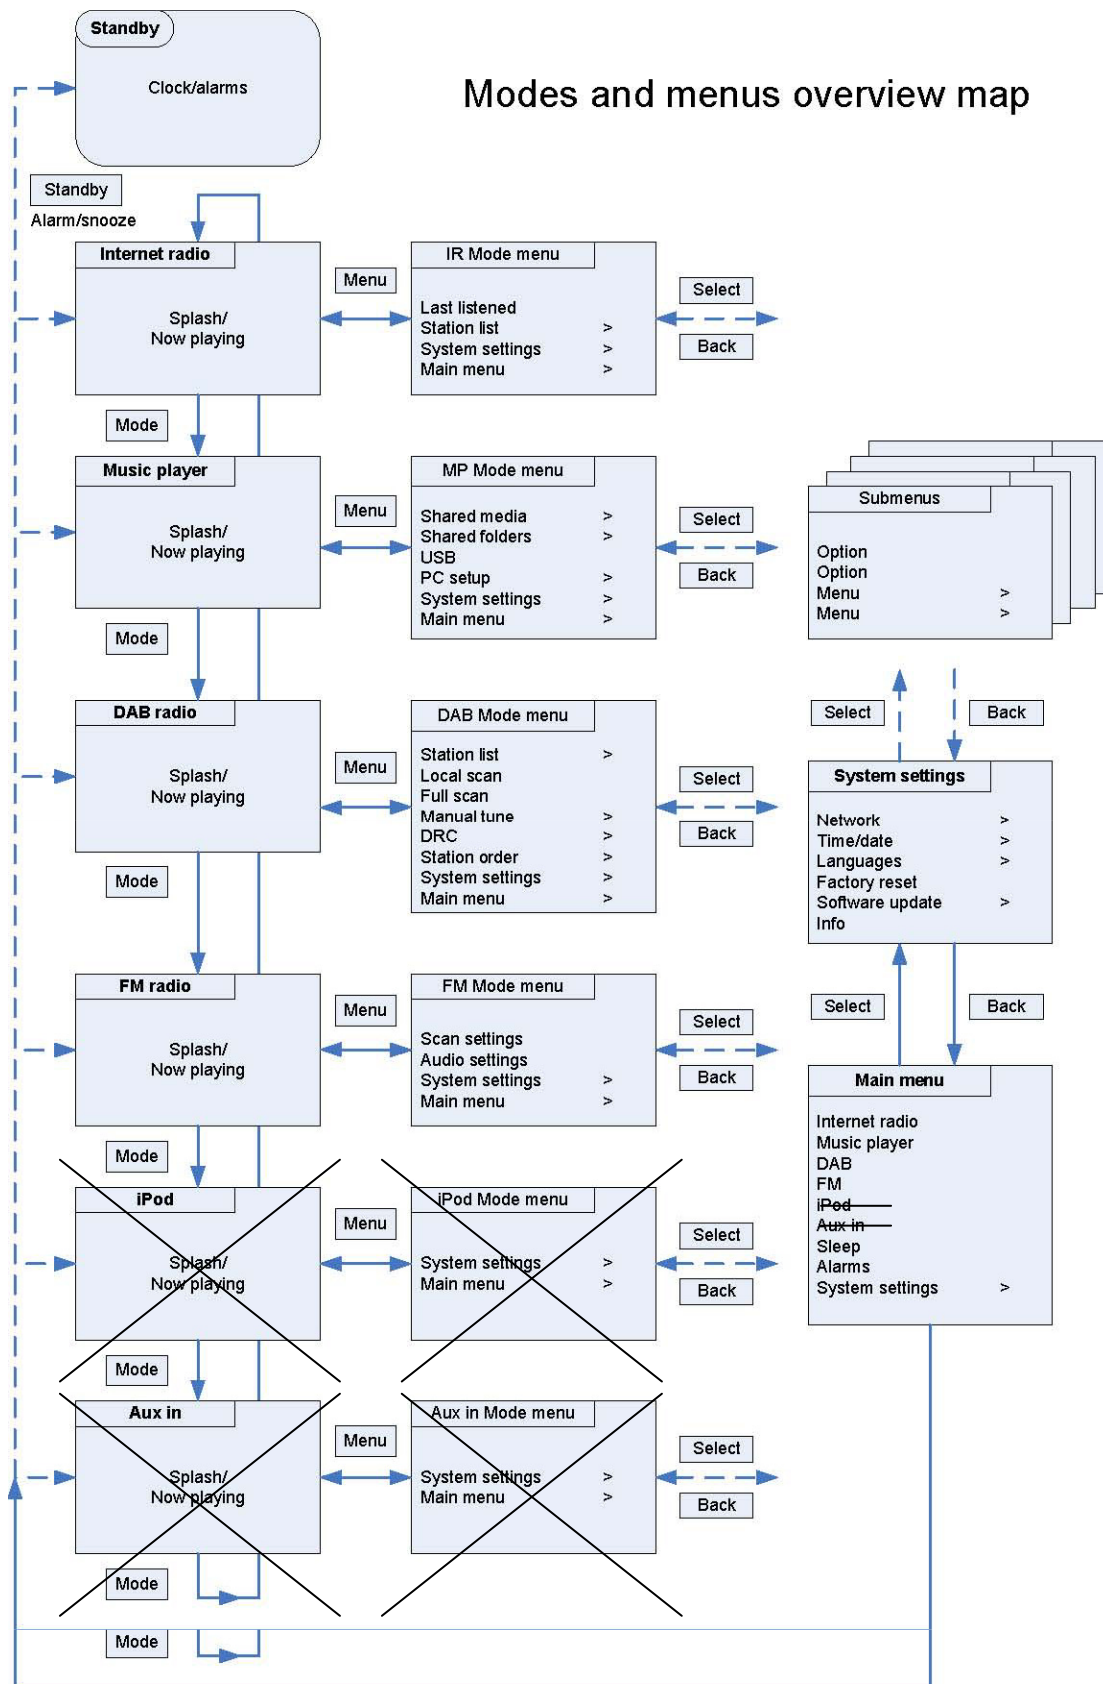 Standby
Clock/alarms
Modes and menus overview map
Standby
Alarm/snooze
Internet radio
Splash/
Now playing
Menu
IR Mode menu
Last listened
Station list >
System settings >
Main menu >
Select
Back
Mode
Music player
Splash/
Now playing
Menu
MP Mode menu
Shared media >
Shared folders >
USB
PC setup >
System settings >
Main menu >
Select
Back
Submenus
Option
Option
Menu >
Menu >
Mode
DAB radio
Splash/
Now playing
Menu
DAB Mode menu
Station list >
Local scan
Full scan
Manual tune >
DRC >
Station order >
System settings >
Main menu >
Select
Back
Select
Back
System settings
Network >
Time/date >
Languages >
Factory reset
Software update >
Info
Mode
FM radio
Splash/
Now playing
Menu
FM Mode menu
Scan settings
Audio settings
System settings >
Main menu >
Select
Back
Select
Back
Main menu
Internet radio
Music player
DAB
FM
iPod
Aux in
Sleep
Alarms
System settings >
Mode
iPod
Splash/
Now playing
Menu
iPod Mode menu
System settings >
Main menu >
Select
Back
Mode
Aux in
Splash/
Now playing
Menu
Aux in Mode menu
System settings >
Main menu >
Select
Back
Mode
Mode